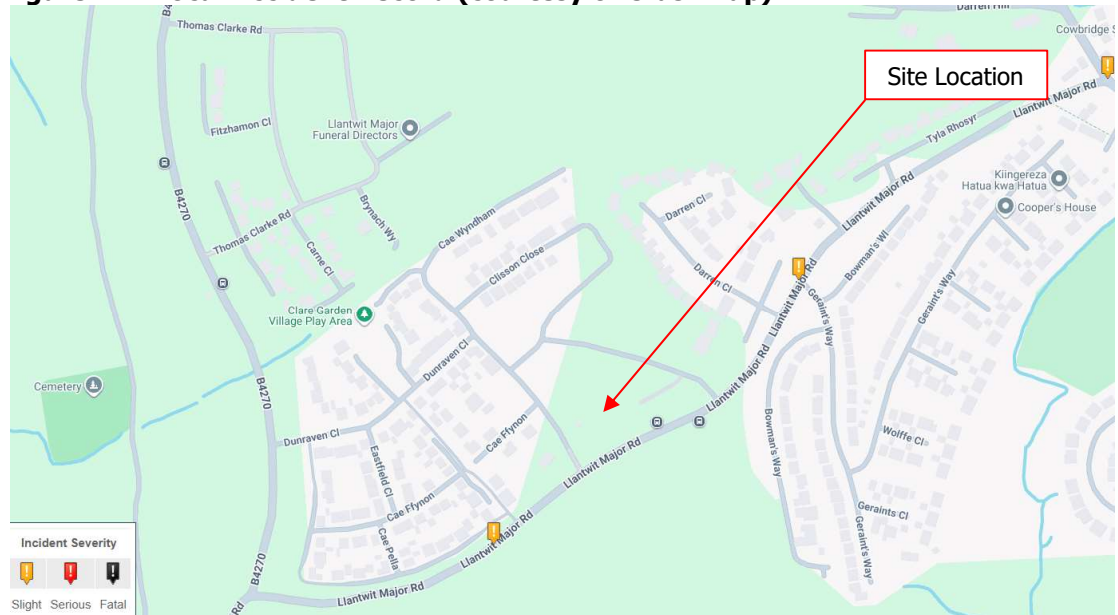 Thomas Clarke Rd
Darren Hill
Cowbridge S
Site Location
Fitzhamon Cl
Llantwit Major
Funeral Directors
B4270
Tyla Rhosyr
Llantwit Major Rd
Kiingereza
Hatua kwa Hatua
Cooper's House
Brynach Wy
Darren Cl
Llantwit Major Rd
Thomas Clarke Rd
Carne Cl
Cae Wyndham
Clisson Close
Bowman's Wl
Geraint's Way
Darren Cl
Llantwit Major Rd
Geraint's Way
Clare Garden
Village Play Area
Dunraven Cl
Cemetery
B4270
Llantwit Major Rd
Bowman's Way
Wolffe Cl
Dunraven Cl
Cae Ffynon
Eastfield Cl
Llantwit Major Rd
Cae Ffynon
Geraints Cl
Geraint's Way
Cae Pella
Llantwit Major Rd
Incident Severity
Slight Serious Fatal
B4270
Llantwit Major Rd
Rd